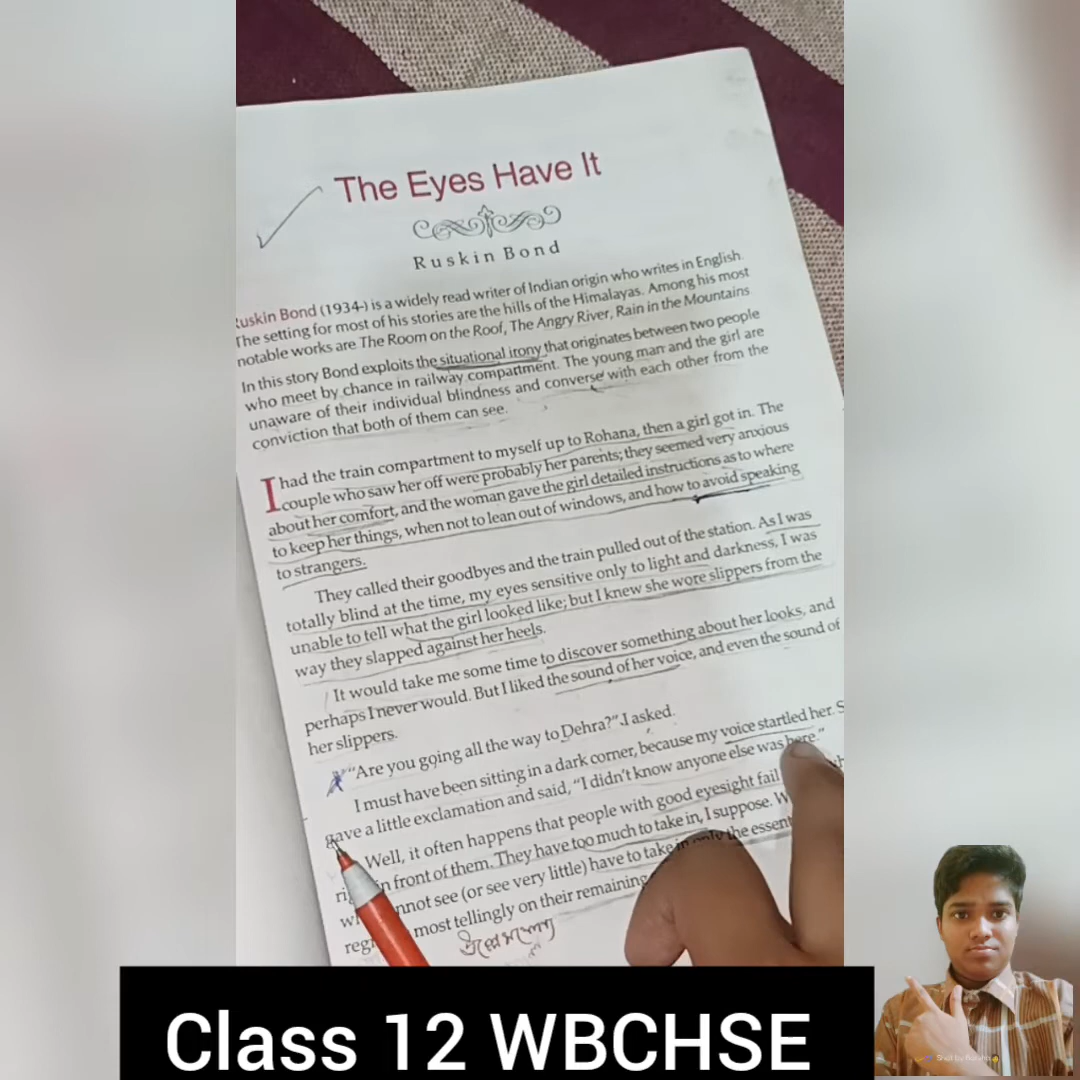 The Eyes Have It
Ruskin Bond
uskin Bond (1934-) is a widely read writer of Indian origin who writes in English.
The setting for most of his stories are the hills of the Himalayas. Among his most
notable works are The Room on the Roof, The Angry River, Rain in the Mountains
In this story Bond exploits the situational irony that originates between two people
who meet by chance in railway compartment. The young man and the girl are
unaware of their individual blindness and converse with each other from the
conviction that both of them can see.
I had the train compartment to myself up to Rohana, then a girl got in. The
couple who saw her off were probably her parents; they seemed very anxious
about her comfort, and the woman gave the girl detailed instructions as to where
to keep her things, when not to lean out of windows, and how to avoid speaking
to strangers.
They called their goodbyes and the train pulled out of the station. As I was
totally blind at the time, my eyes sensitive only to light and darkness, I was
unable to tell what the girl looked like; but I knew she wore slippers from the
way they slapped against her heels.
It would take me some time to discover something about her looks, and
perhaps I never would. But I liked the sound of her voice, and even the sound of
her slippers.
"Are you going all the way to Dehra?" I asked.
I must have been sitting in a dark corner, because my voice startled her. S
gave a little exclamation and said, "I didn't know anyone else was here."
Well, it often happens that people with good eyesight fail
in front of them. They have too much to take in, I suppose.
nnot see (or see very little) have to take in the essent
most tellingly on their remaining
Class 12 WBCHSE